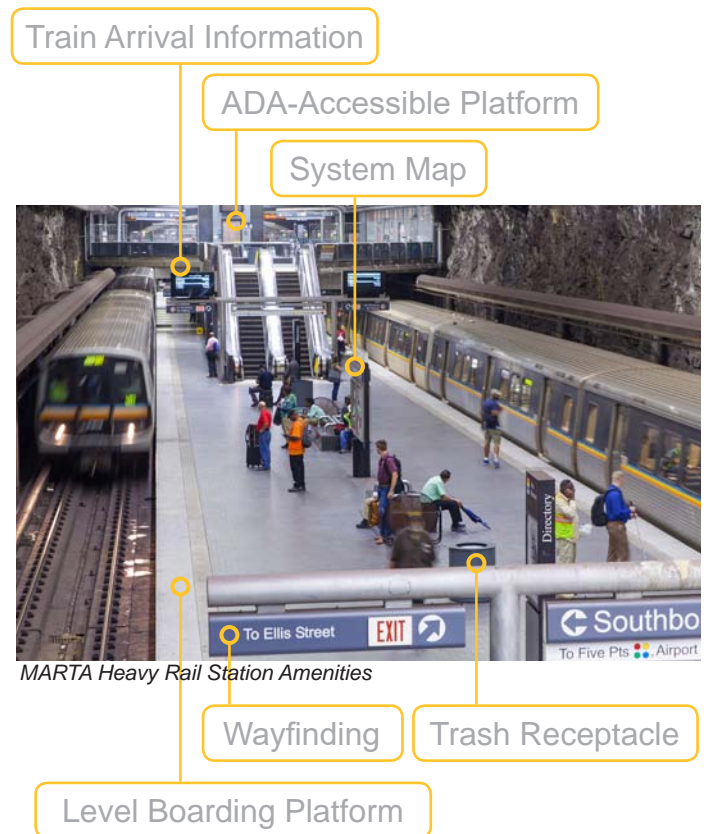 Train Arrival Information
ADA-Accessible Platform
System Map
Directory
To Ellis Street EXIT
Southbo
To Five Pts , Airport
MARTA Heavy Rail Station Amenities
Wayfinding
Trash Receptacle
Level Boarding Platform